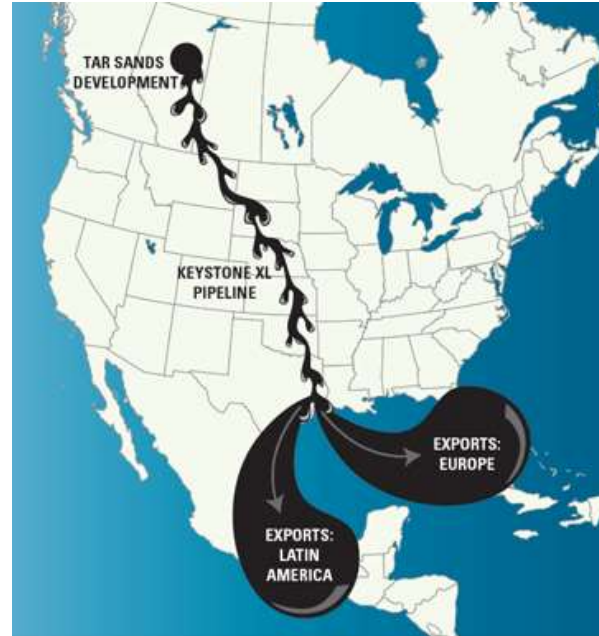 TAR SANDS
DEVELOPMENT
KEYSTONE XL
PIPELINE
EXPORTS:
EUROPE
EXPORTS:
LATIN
AMERICA